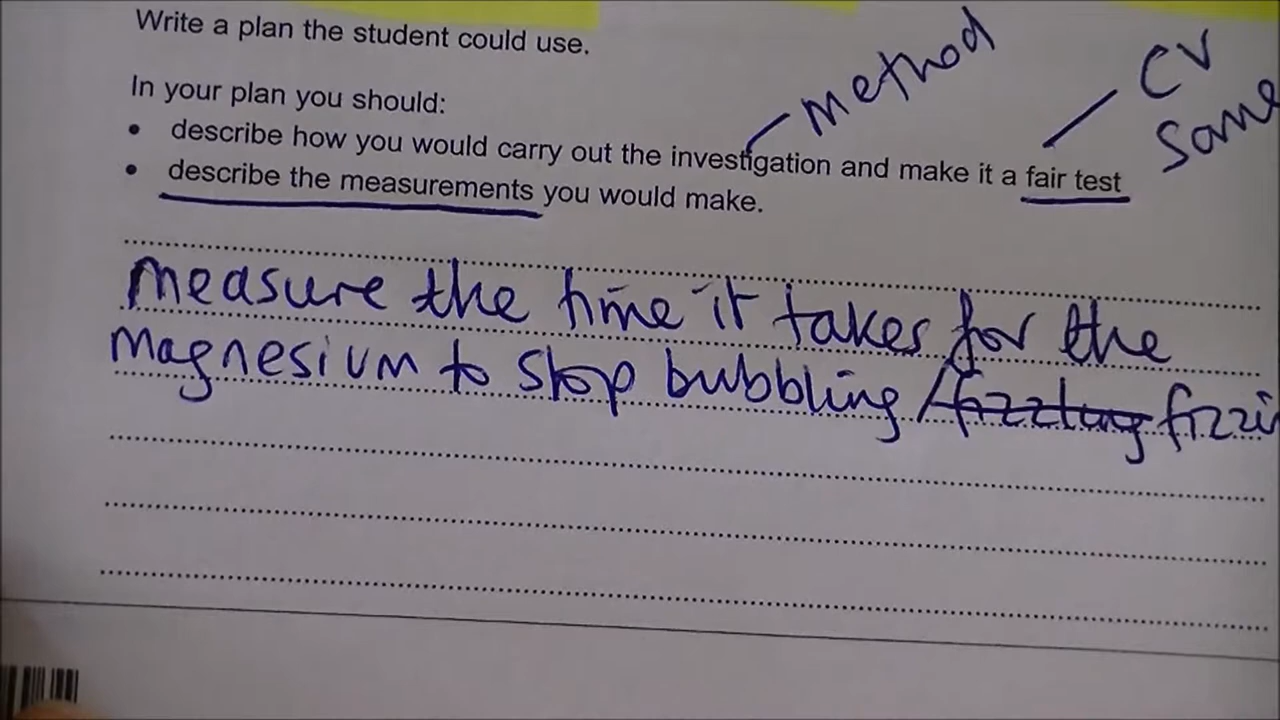 Write a plan the student could use.
method
CV
Same
In your plan you should:
• describe how you would carry out the investigation and make it a fair test
• describe the measurements you would make.
Measure the time it takes for the
Magnesium to stop bubbling / fizzing fizzi